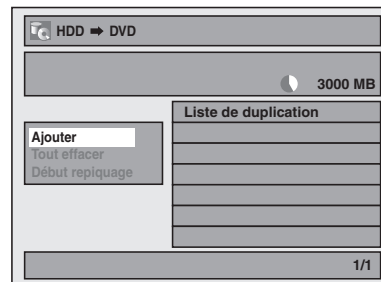 HDD ➡ DVD
3000 MB
Liste de duplication
Ajouter
Tout effacer
Début repiquage
1/1